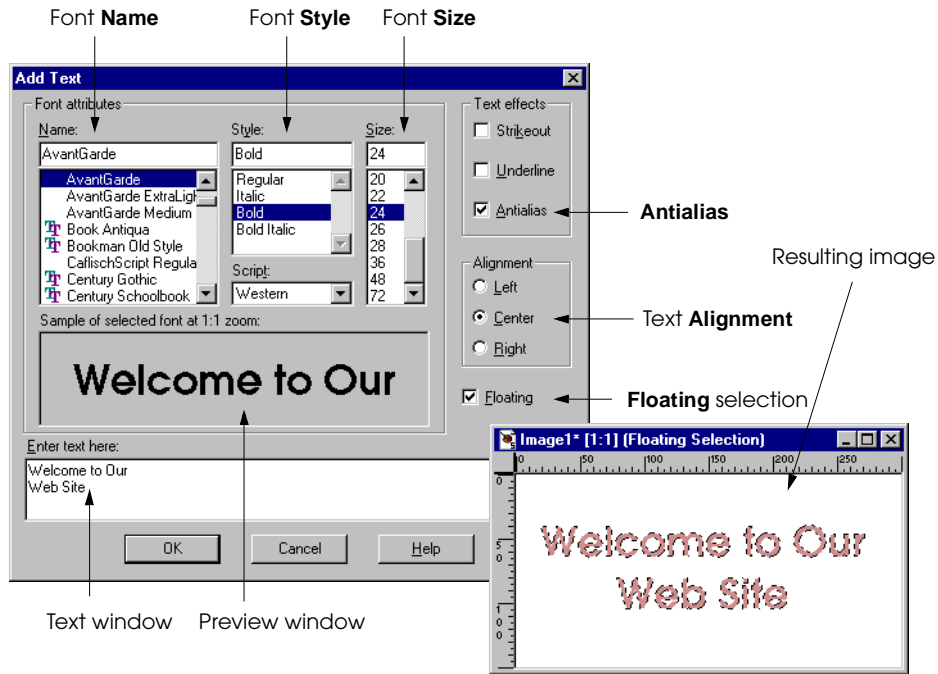 Font Name Font Style Font Size
Add Text
Font attributes
Name: Style: Size:
AvantGarde Bold 24
AvantGarde
AvantGarde ExtraLigh
AvantGarde Medium
Book Antiqua
Bookman Old Style
CaflischScript Regula
Century Gothic
Century Schoolbook
Regular
Italic
Bold
Bold Italic
Script:
Western
20
22
24
26
28
36
48
72
Text effects
Strikeout
Underline
Antialias
Antialias
Alignment
Left
Center
Right
Text Alignment
Resulting image
Sample of selected font at 1:1 zoom:
Welcome to Our
Floating
Floating selection
Enter text here:
Welcome to Our
Web Site
OK Cancel Help
Image1* [1:1] (Floating Selection)
0 50 100 150 200 250
0
50
100
Welcome to Our
Web Site
Text window Preview window